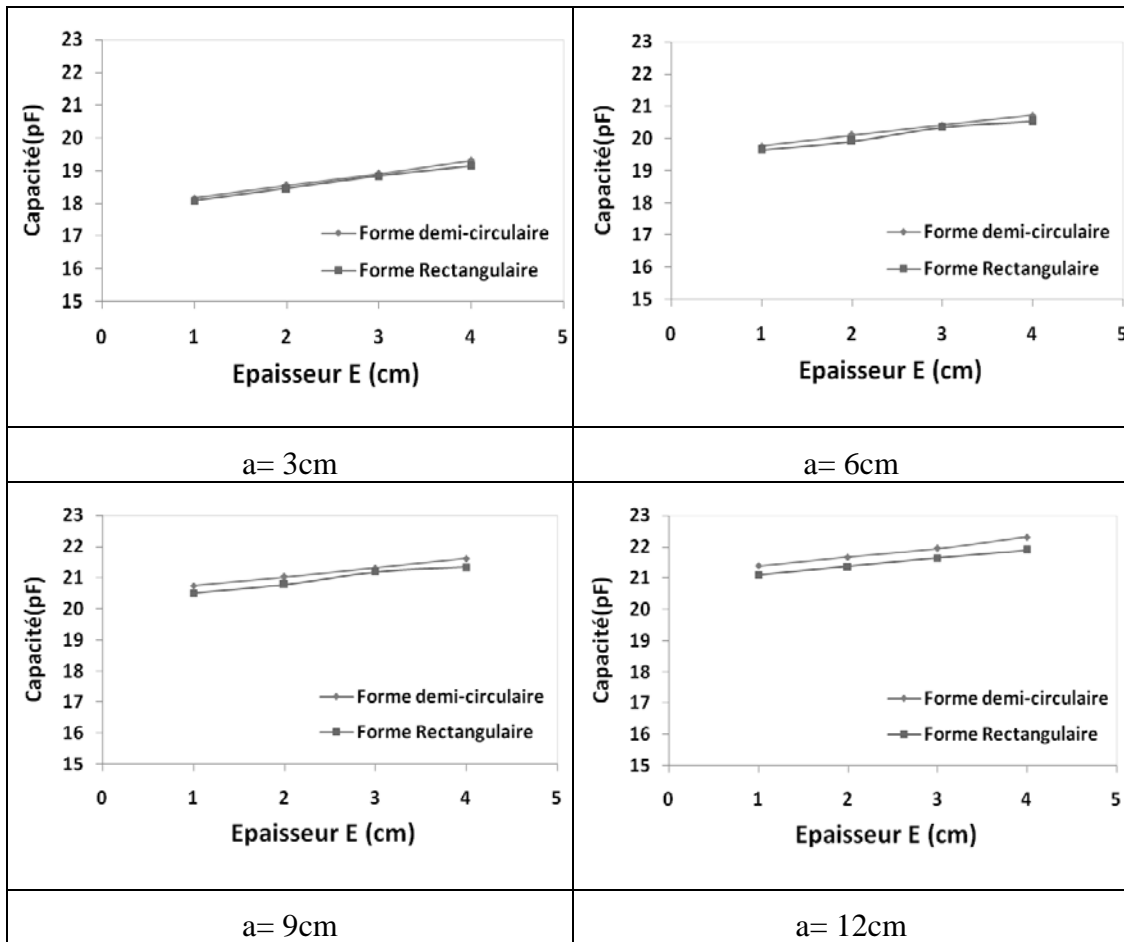 23
22
21
20
19
18
17
16
15
Capacité(pF)
Forme demi-circulaire
Forme Rectangulaire
0 1 2 3 4 5
Epaisseur E (cm)
23
22
21
20
19
18
17
16
15
Capacité(pF)
Forme demi-circulaire
Forme Rectangulaire
0 1 2 3 4 5
Epaisseur E (cm)
a= 3cm
a= 6cm
23
22
21
20
19
18
17
16
15
Capacité(pF)
Forme demi-circulaire
Forme Rectangulaire
0 1 2 3 4 5
Epaisseur E (cm)
23
22
21
20
19
18
17
16
15
Capacité(pF)
Forme demi-circulaire
Forme Rectangulaire
0 1 2 3 4 5
Epaisseur E (cm)
a= 9cm
a= 12cm